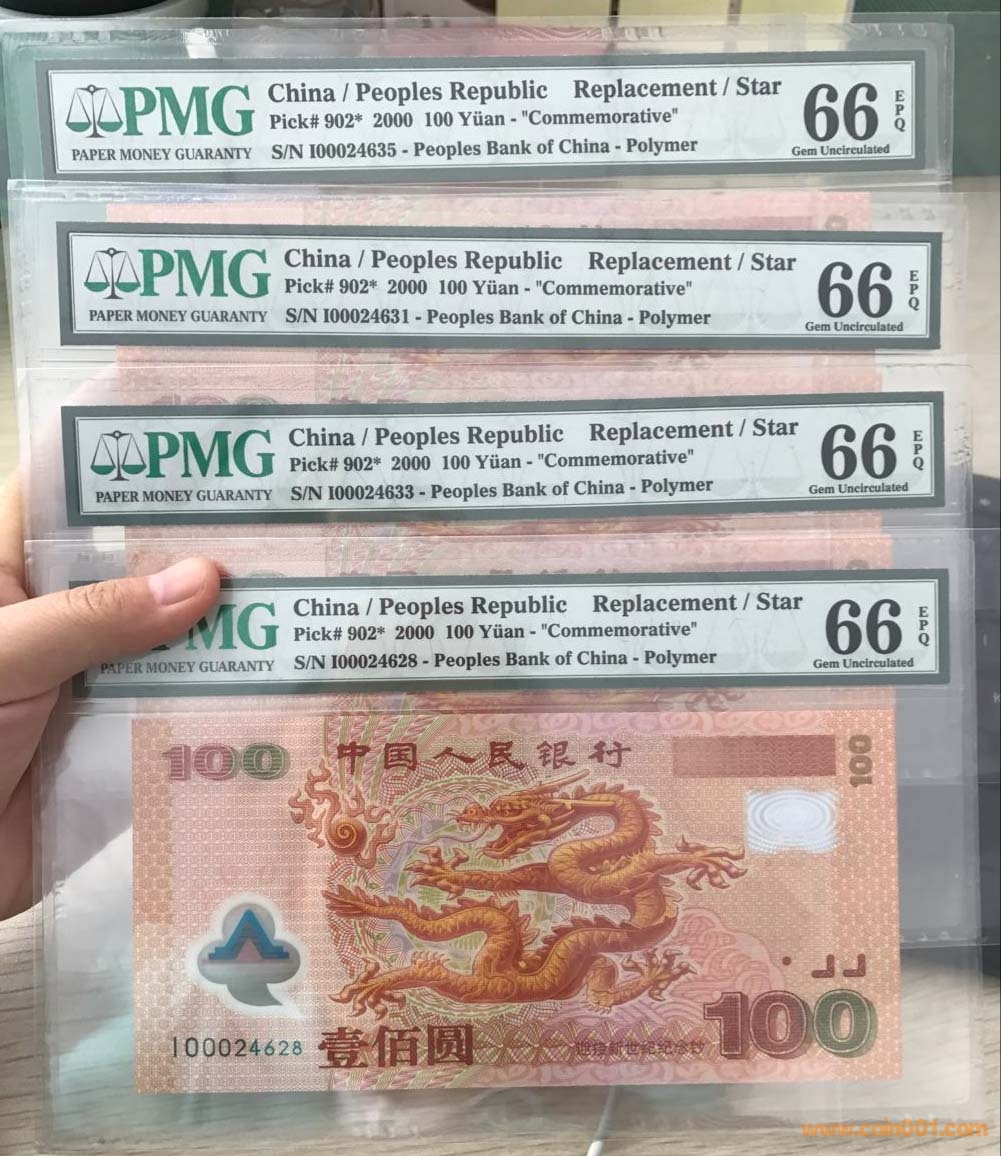 PMG China / Peoples Republic Replacement / Star 66 EPQ
Pick# 902* 2000 100 Yüan - "Commemorative"
PAPER MONEY GUARANTY S/N I00024635 - Peoples Bank of China - Polymer Gem Uncirculated
PMG China / Peoples Republic Replacement / Star 66 EPQ
Pick# 902* 2000 100 Yüan - "Commemorative"
PAPER MONEY GUARANTY S/N I00024631 - Peoples Bank of China - Polymer Gem Uncirculated
PMG China / Peoples Republic Replacement / Star 66 EPQ
Pick# 902* 2000 100 Yüan - "Commemorative"
PAPER MONEY GUARANTY S/N I00024633 - Peoples Bank of China - Polymer Gem Uncirculated
MG China / Peoples Republic Replacement / Star 66 EPQ
Pick# 902* 2000 100 Yüan - "Commemorative"
PAPER MONEY GUARANTY S/N I00024628 - Peoples Bank of China - Polymer Gem Uncirculated
100 中国人民银行 100
I00024628 壹佰圆 迎接新世纪纪念钞 100
www.coin001.com